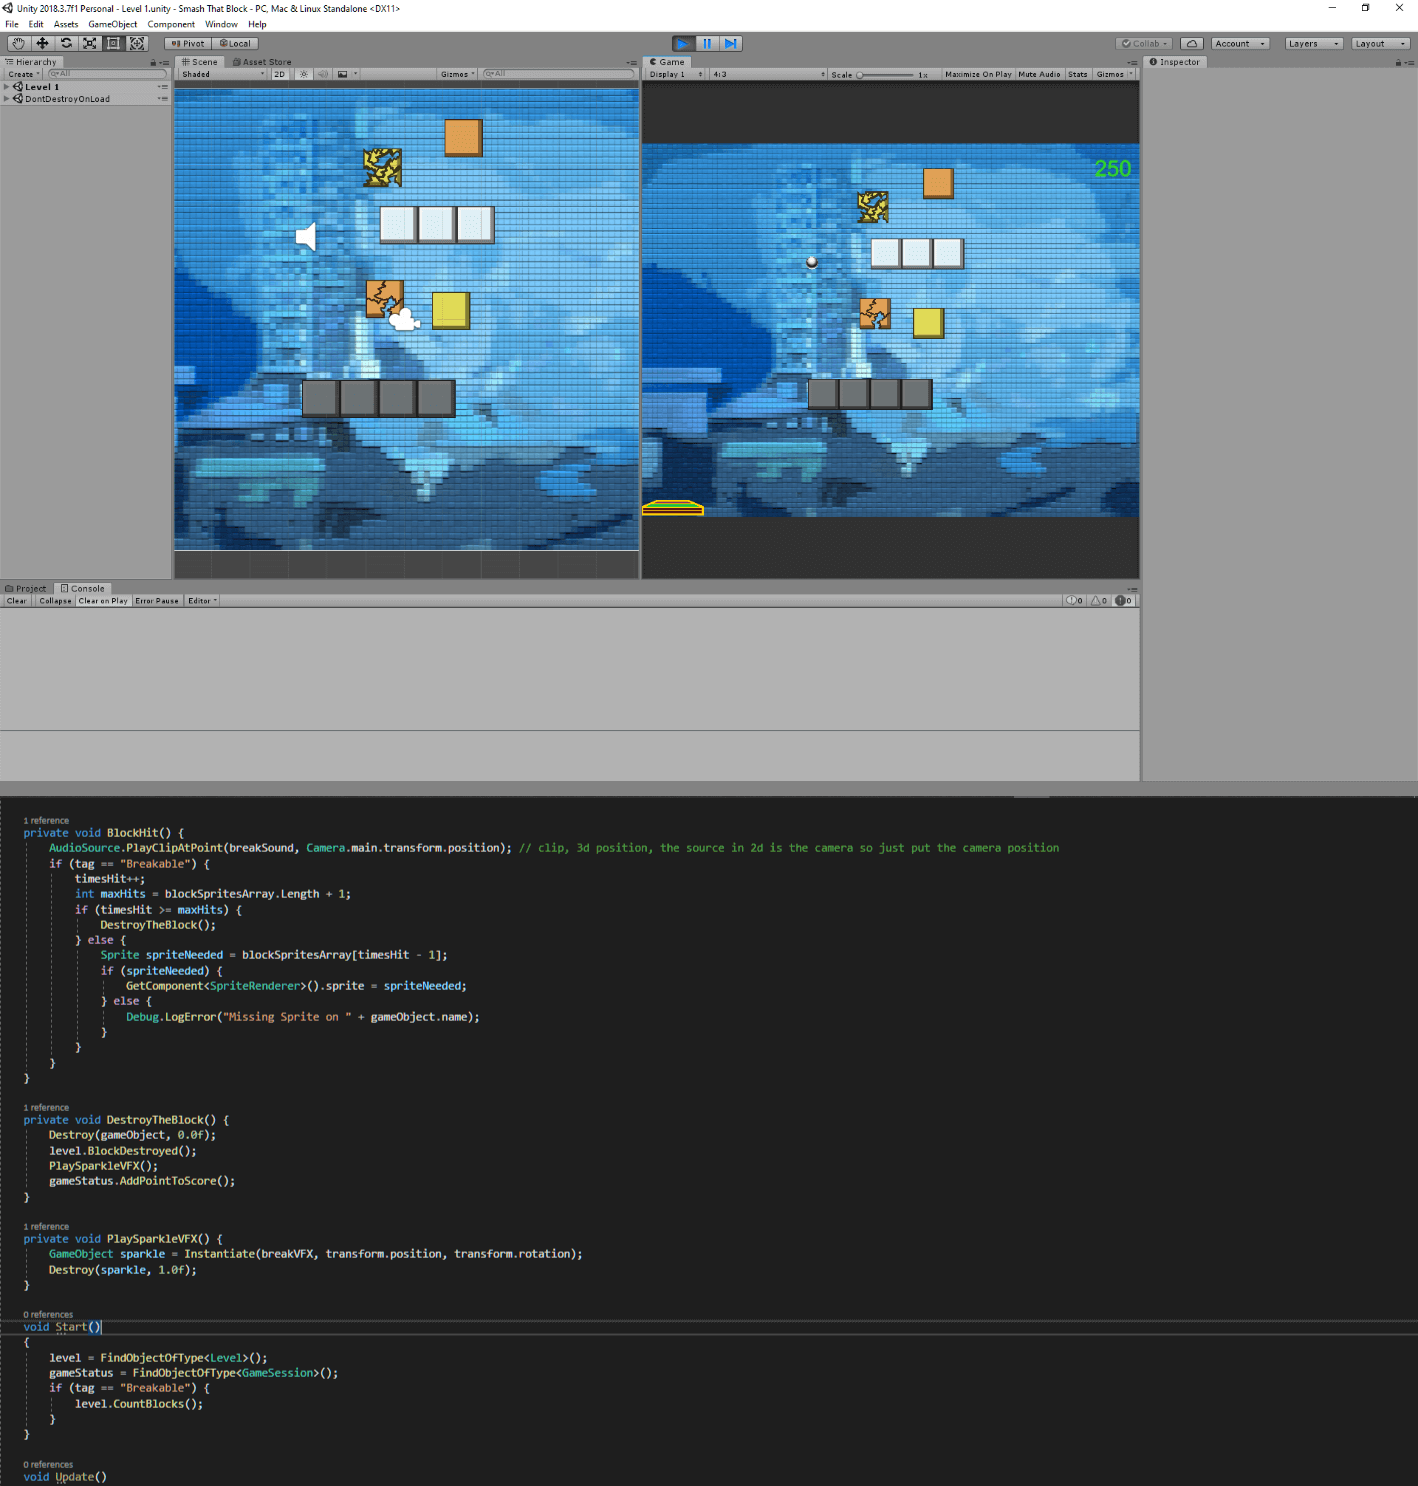 Unity 2018.3.7f1 Personal - Level 1.unity - Smash That Block - PC, Mac & Linux Standalone <DX11>
File Edit Assets GameObject Component Window Help
Pivot Local Collab Account Layers Layout
Hierarchy
Create All
Level 1
DontDestroyOnLoad
Scene Asset Store
Shaded 2D Gizmos All
Game
Display 1 4:3 Scale 1x Maximize On Play Mute Audio Stats Gizmos
Inspector
250
Project Console
Clear Collapse Clear on Play Error Pause Editor 0 0 0
1 reference
private void BlockHit() {
AudioSource.PlayClipAtPoint(breakSound, Camera.main.transform.position); // clip, 3d position, the source in 2d is the camera so just put the camera position
if (tag == "Breakable") {
timesHit++;
int maxHits = blockSpritesArray.Length + 1;
if (timesHit >= maxHits) {
DestroyTheBlock();
} else {
Sprite spriteNeeded = blockSpritesArray[timesHit - 1];
if (spriteNeeded) {
GetComponent<SpriteRenderer>().sprite = spriteNeeded;
} else {
Debug.LogError("Missing Sprite on " + gameObject.name);
}
}
}
}
1 reference
private void DestroyTheBlock() {
Destroy(gameObject, 0.0f);
level.BlockDestroyed();
PlaySparkleVFX();
gameStatus.AddPointToScore();
}
1 reference
private void PlaySparkleVFX() {
GameObject sparkle = Instantiate(breakVFX, transform.position, transform.rotation);
Destroy(sparkle, 1.0f);
}
0 references
void Start()
{
level = FindObjectOfType<Level>();
gameStatus = FindObjectOfType<GameSession>();
if (tag == "Breakable") {
level.CountBlocks();
}
}
0 references
void Update()